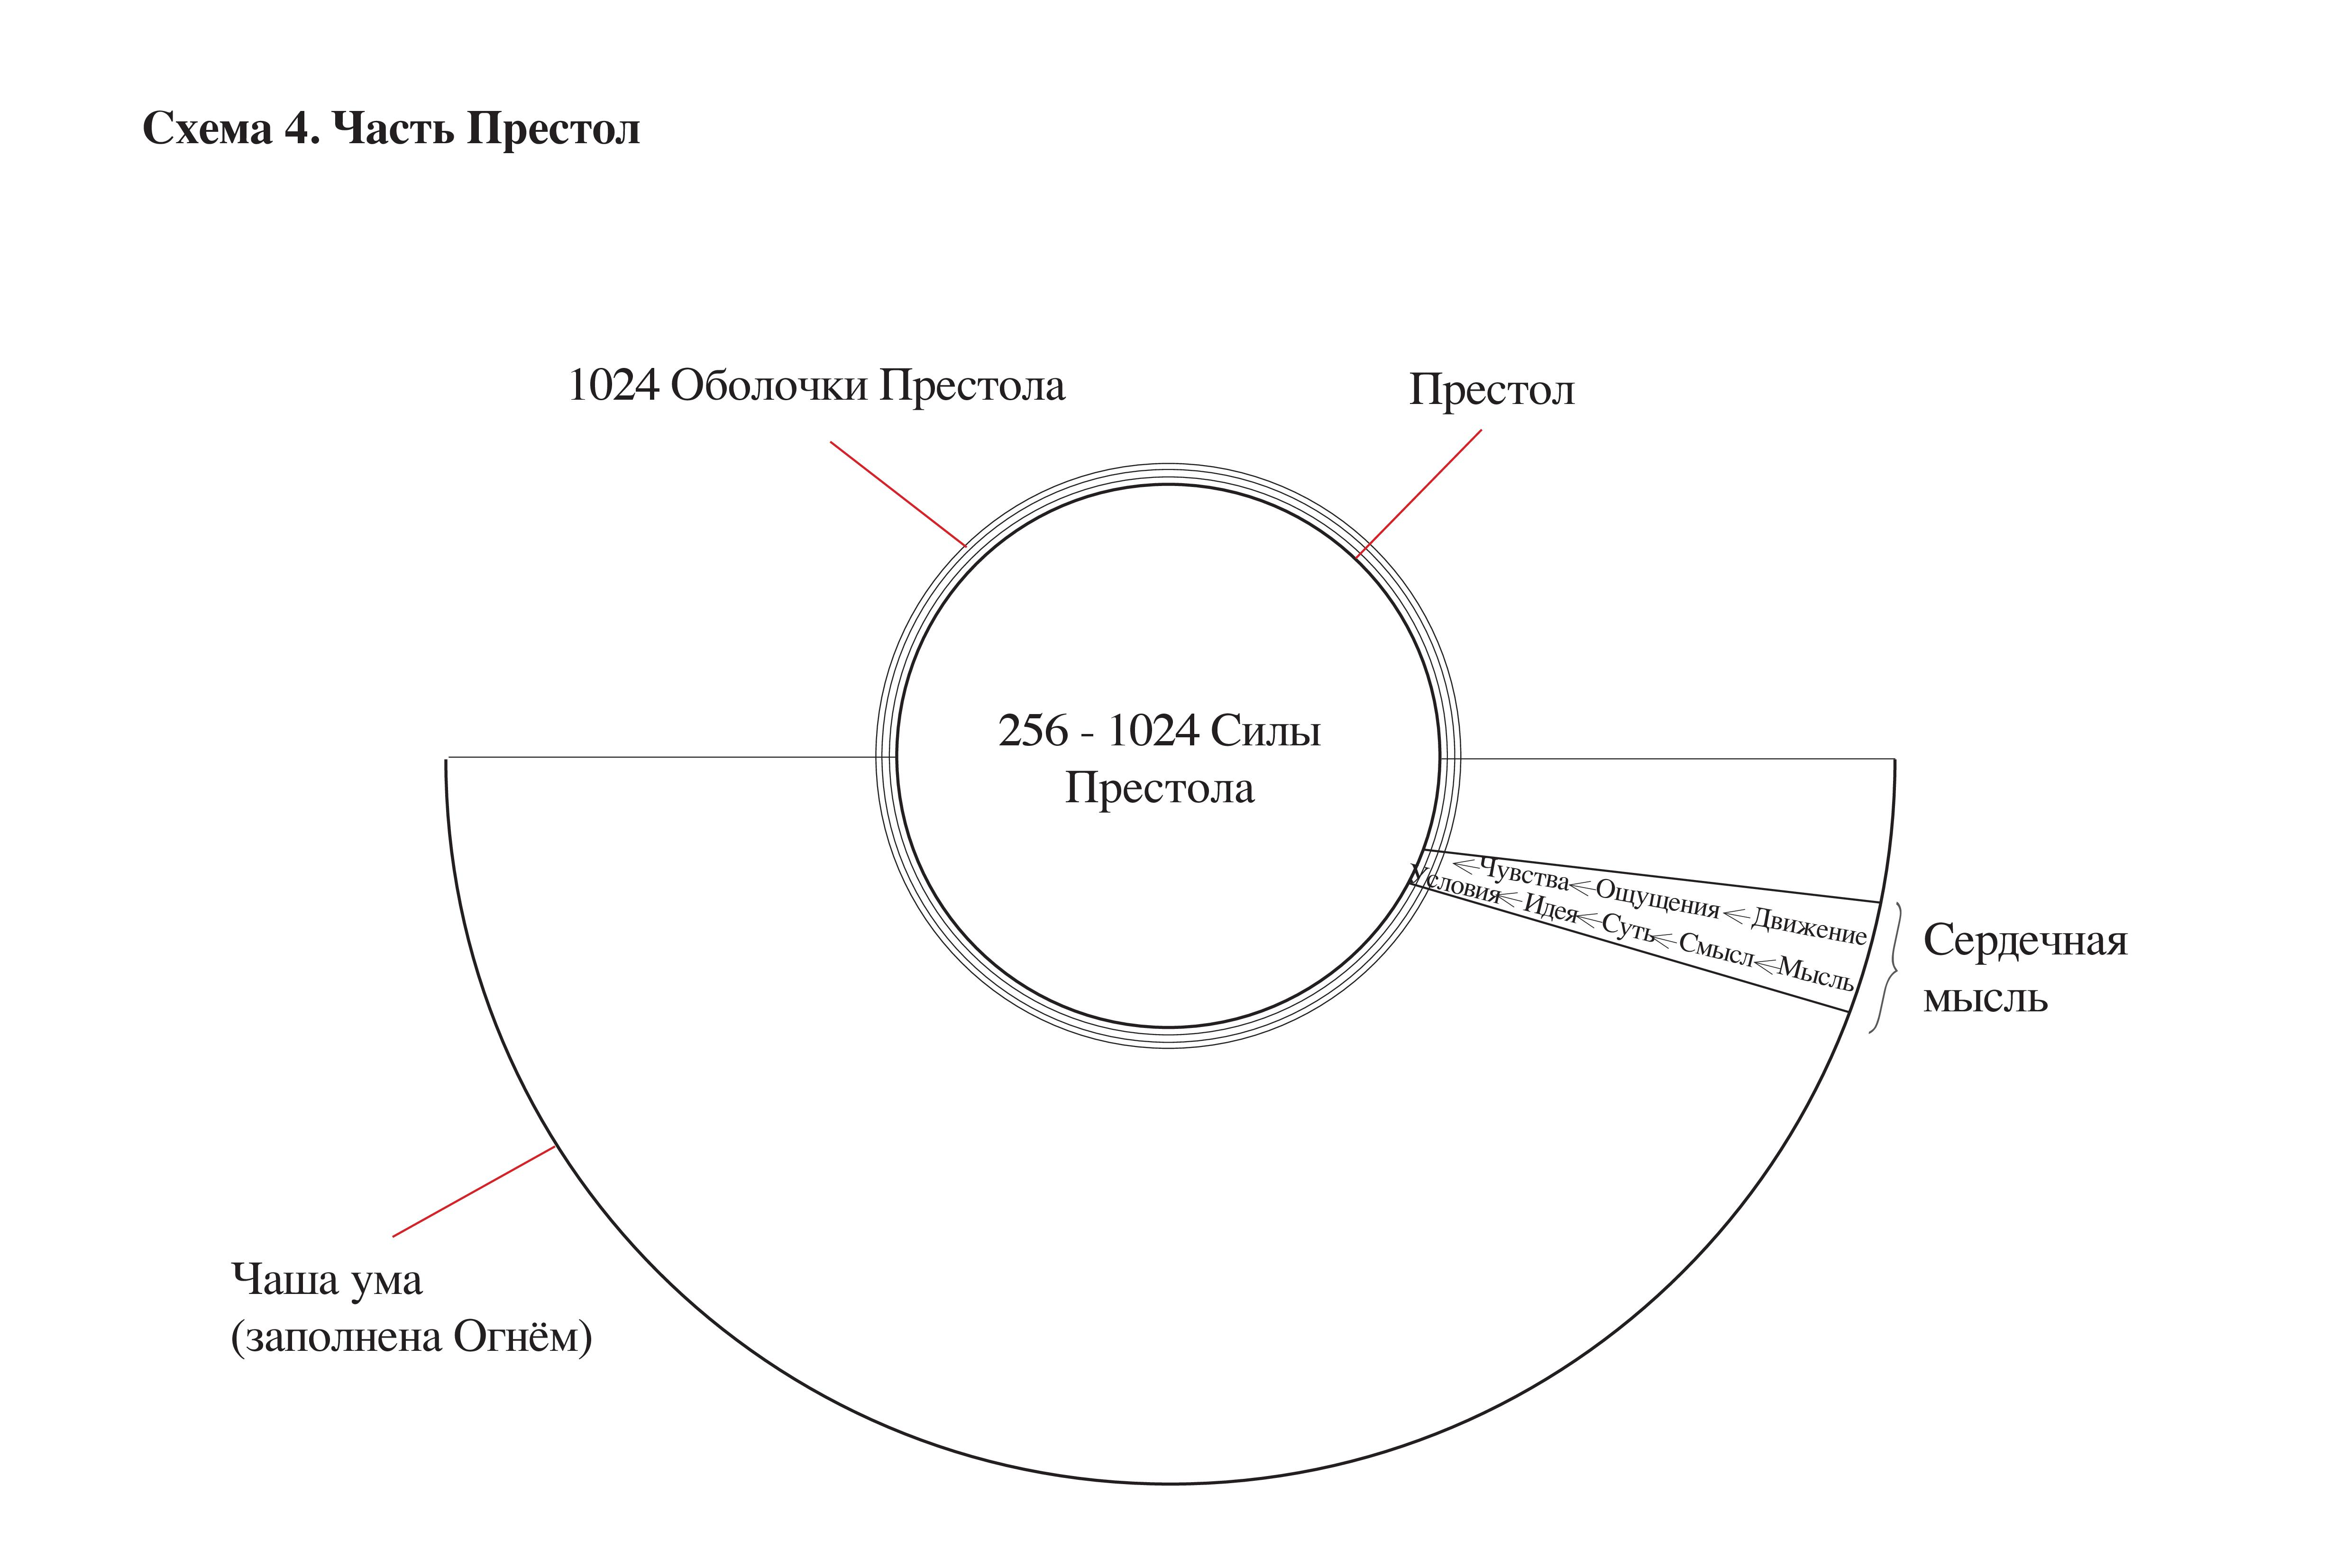 Схема 4. Часть Престол
1024 Оболочки Престола
Престол
256 - 1024 Силы
Престола
Чувства Ощущения Движение
Условия Идея Суть Смысл Мысль
Сердечная
мысль
Чаша ума
(заполнена Огнём)